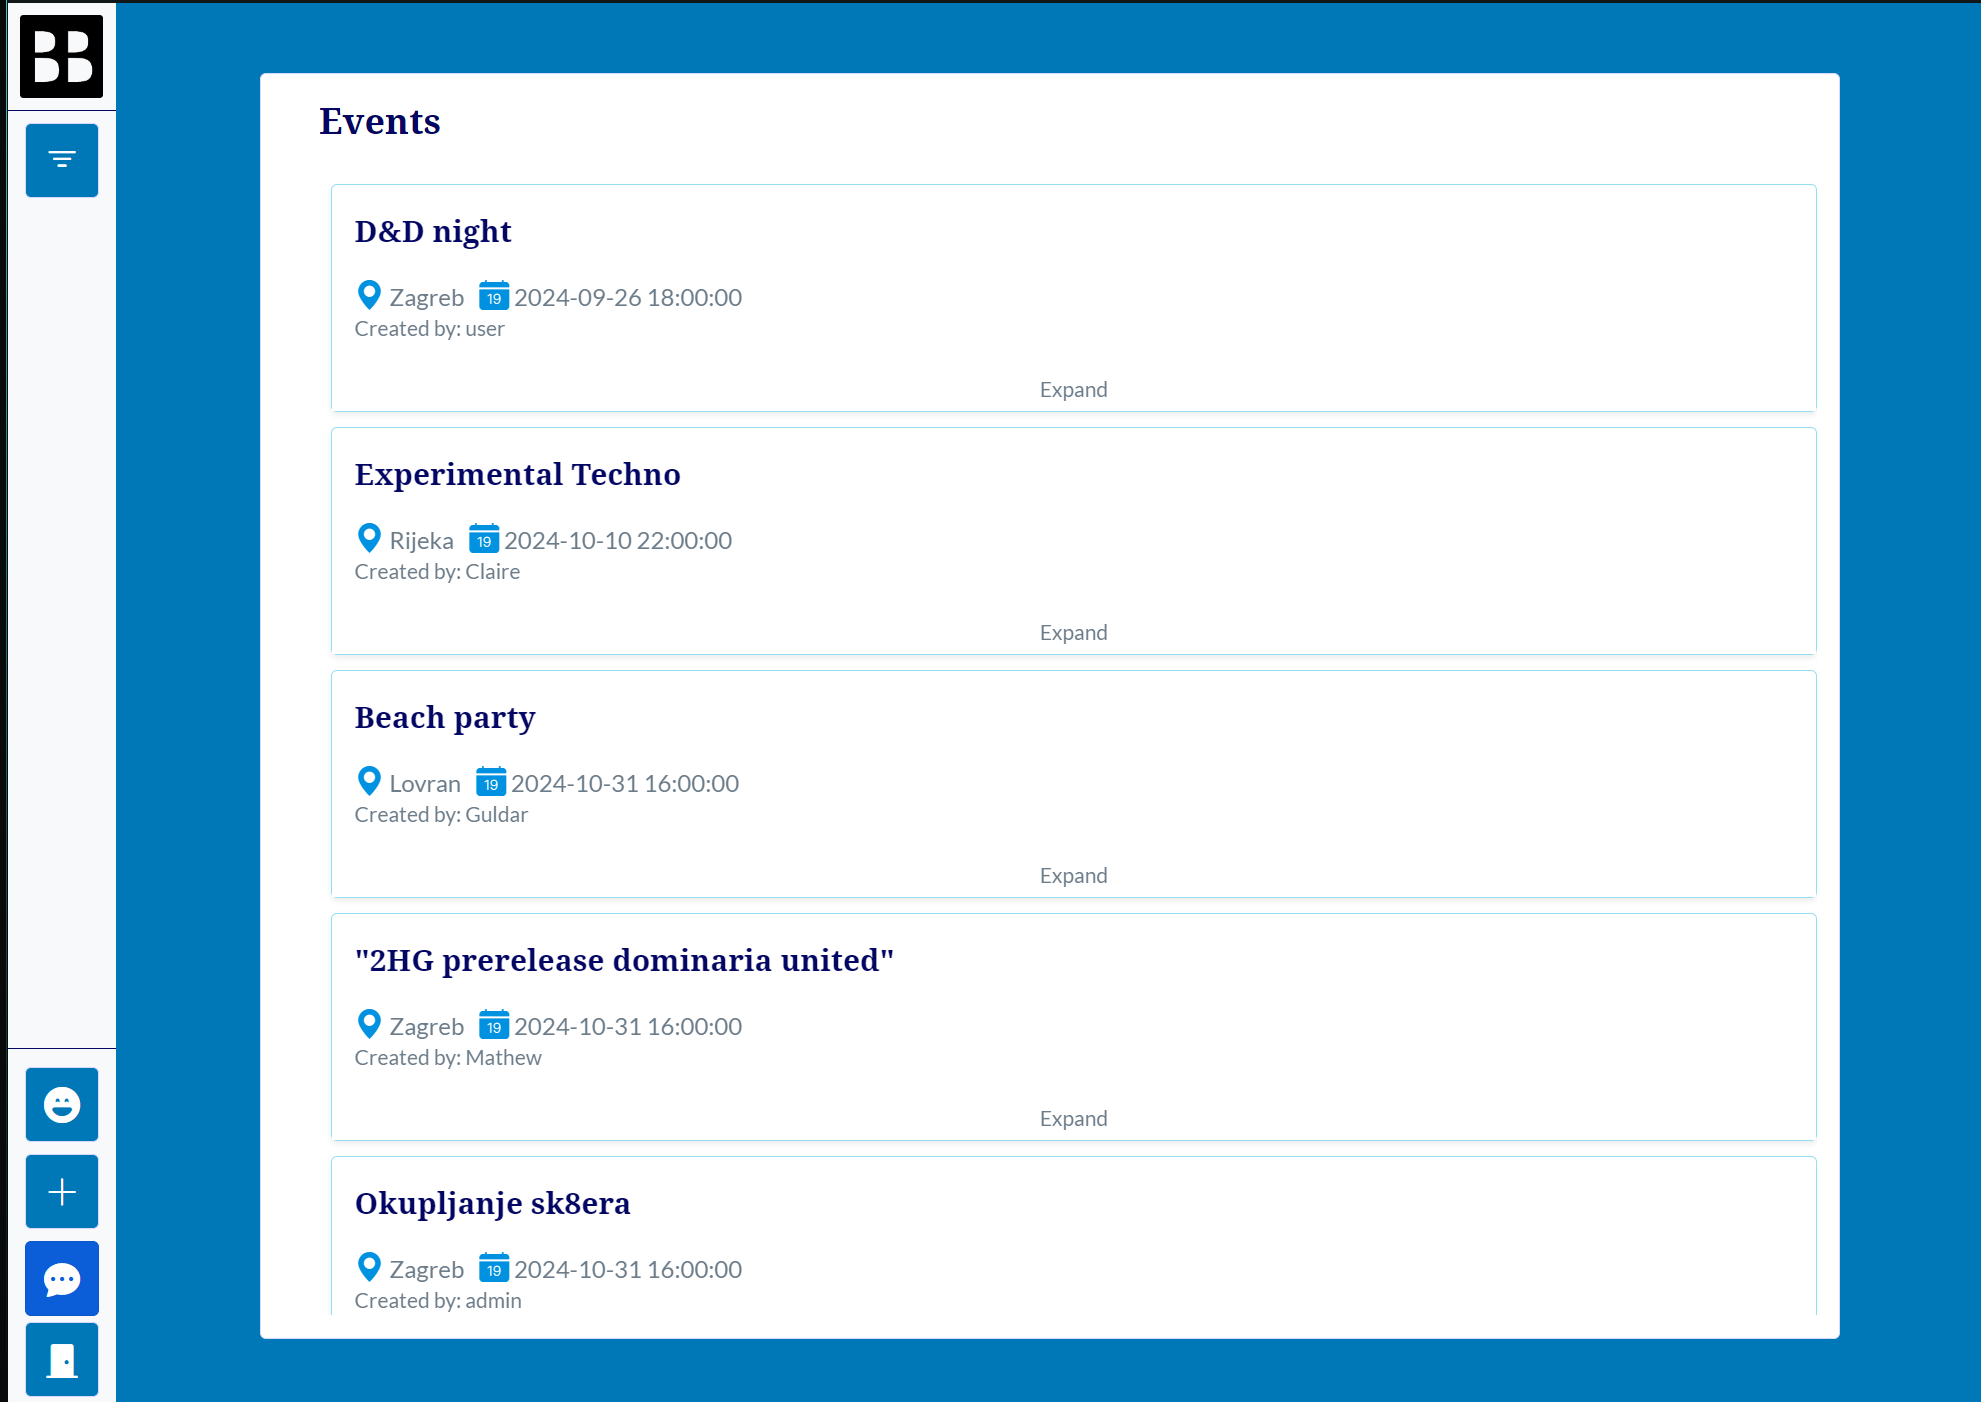 BB
Events
D&D night
Zagreb 19 2024-09-26 18:00:00
Created by: user
Expand
Experimental Techno
Rijeka 19 2024-10-10 22:00:00
Created by: Claire
Expand
Beach party
Lovran 19 2024-10-31 16:00:00
Created by: Guldar
Expand
"2HG prerelease dominaria united"
Zagreb 19 2024-10-31 16:00:00
Created by: Mathew
Expand
Okupljanje sk8era
Zagreb 19 2024-10-31 16:00:00
Created by: admin